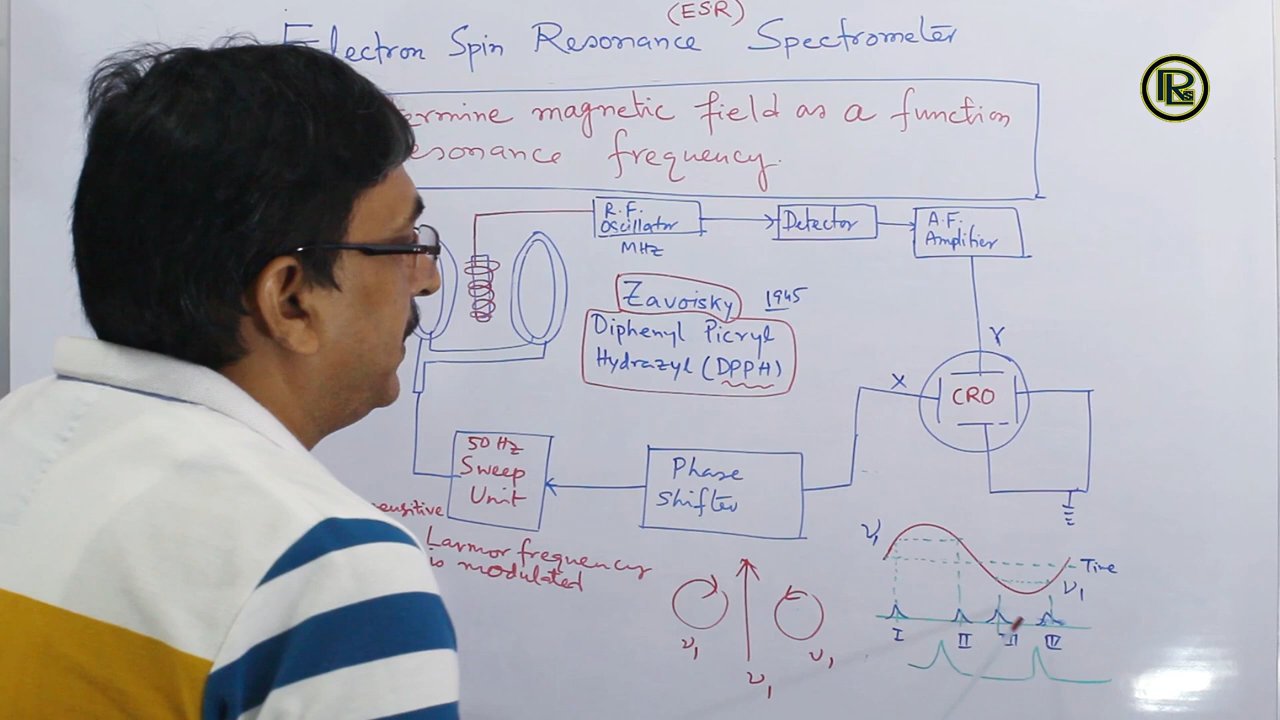 (ESR)
Electron Spin Resonance Spectrometer
ermine magnetic field as a function
esonance frequency.
R.F.
Oscillator
MHz
Detector
A.F.
Amplifier
Zavoisky 1945
Diphenyl Picryl
Hydrazyl (DPPH)
Y
X
CRO
50 Hz
Sweep
Unit
Phase
Shifter
ensitive
Larmor frequency
is modulated
ν1
Time
ν1
ν1
ν1
ν1
I II III IV
RLS